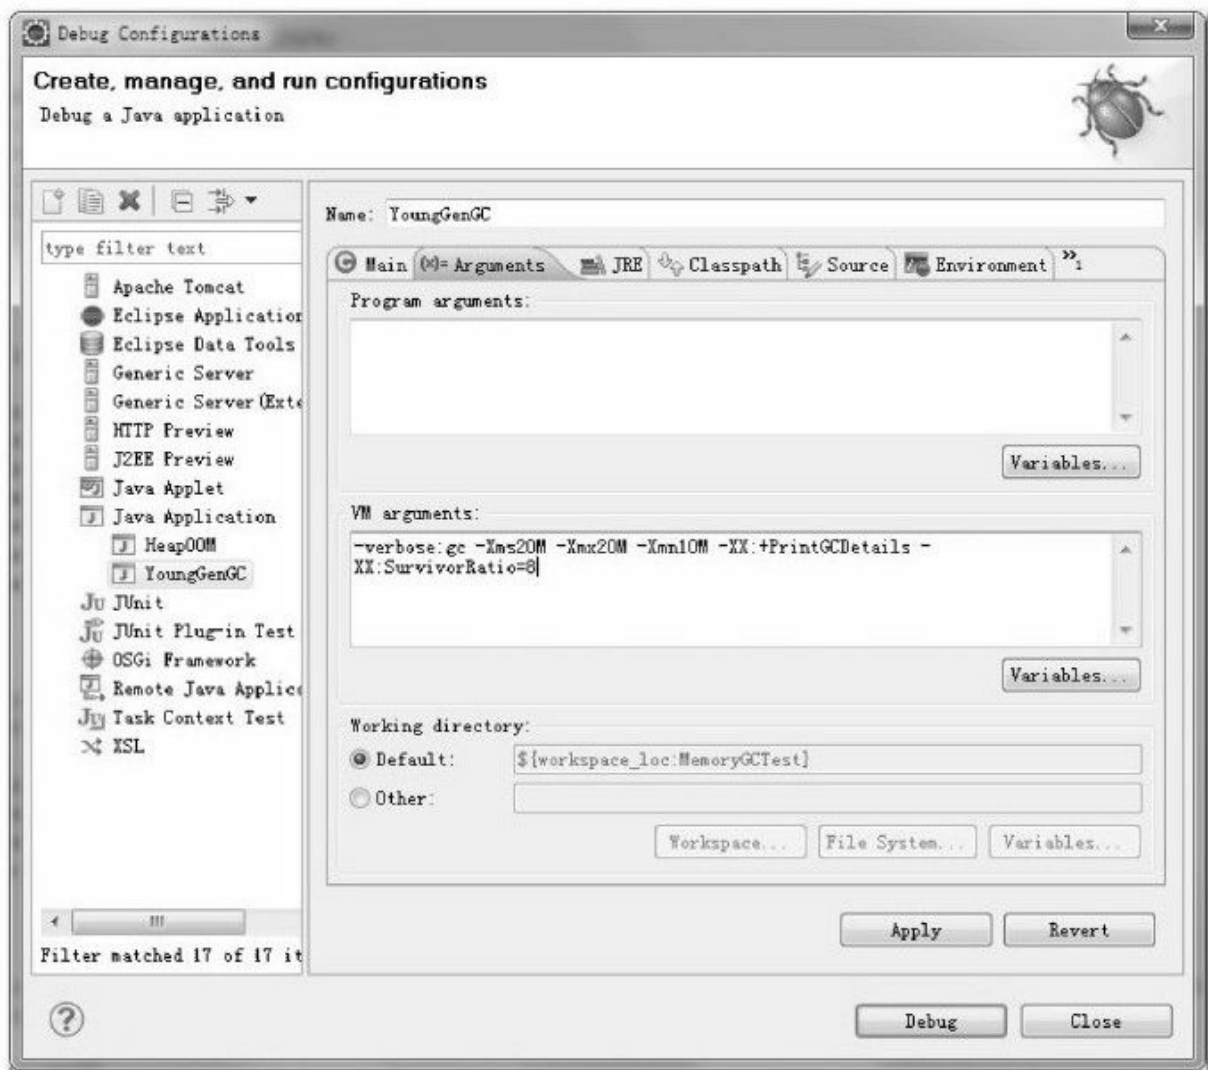 Debug Configurations
Create, manage, and run configurations
Debug a Java application
type filter text
Apache Tomcat
Eclipse Application
Eclipse Data Tools
Generic Server
Generic Server(Exte
HTTP Preview
J2EE Preview
Java Applet
Java Application
HeapOOM
YoungGenGC
JUnit
JUnit Plug-in Test
OSGi Framework
Remote Java Applic
Task Context Test
XSL
Filter matched 17 of 17 it
Name: YoungGenGC
Main (x)= Arguments JRE Classpath Source Environment »1
Program arguments:
Variables...
VM arguments:
-verbose:gc -Xms20M -Xmx20M -Xmn10M -XX:+PrintGCDetails -
XX:SurvivorRatio=8
Variables...
Working directory:
Default: ${workspace_loc:MemoryGCTest}
Other:
Workspace... File System... Variables...
Apply Revert
? Debug Close